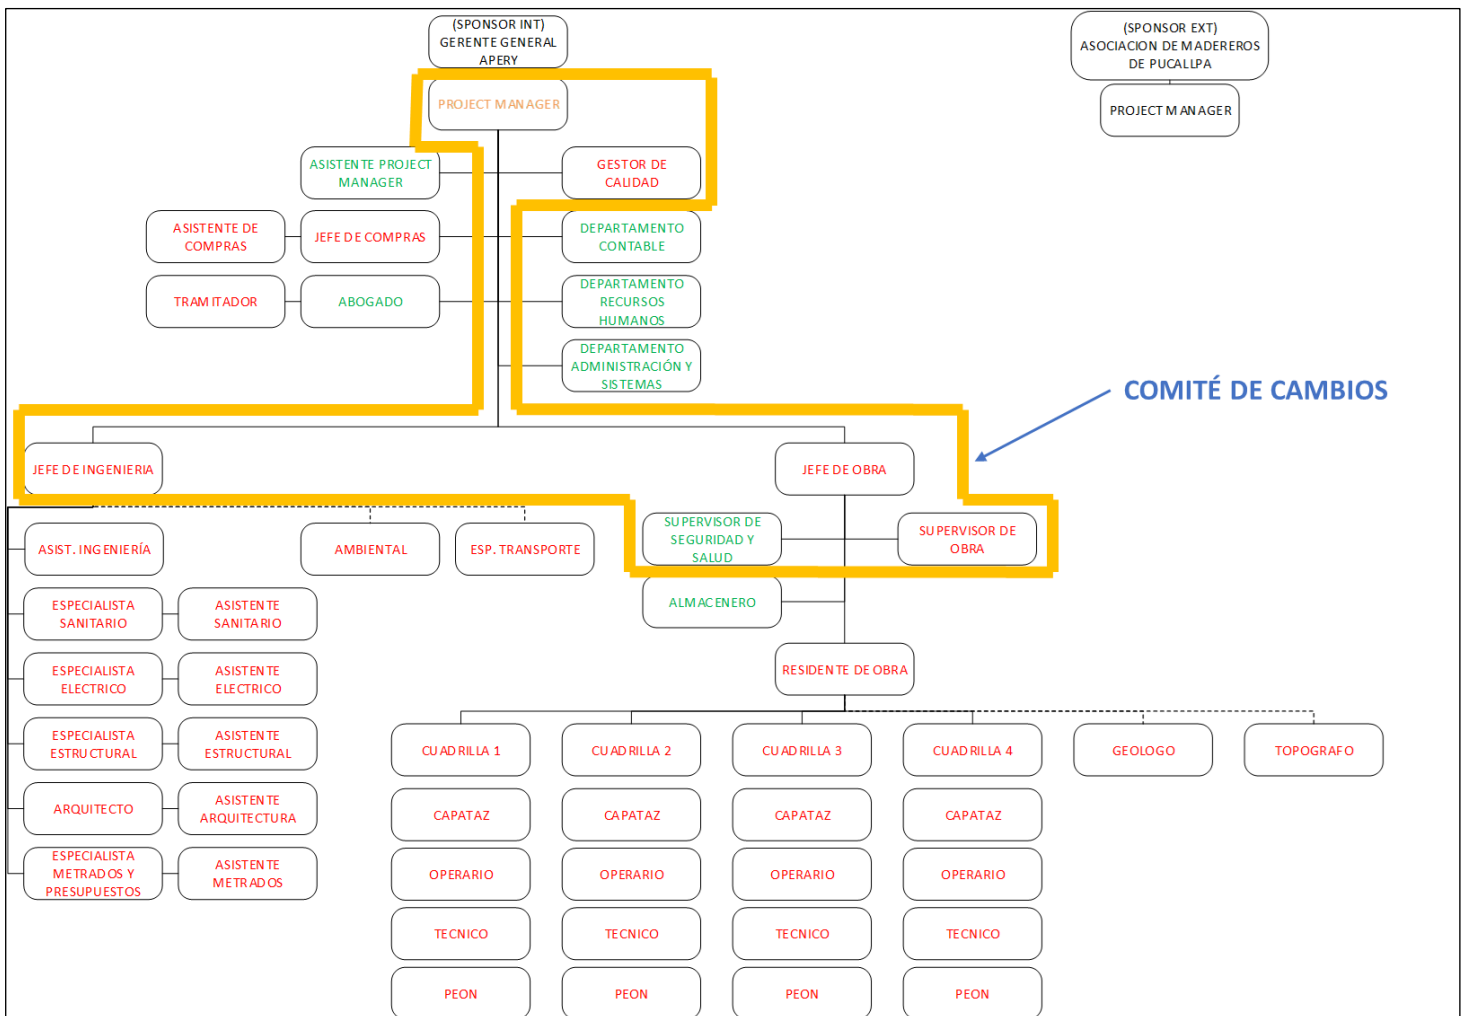 (SPONSOR INT)
GERENTE GENERAL
APERY
(SPONSOR EXT)
ASOCIACION DE MADEREROS
DE PUCALLPA
PROJECT MANAGER
PROJECT MANAGER
ASISTENTE PROJECT
MANAGER
GESTOR DE
CALIDAD
ASISTENTE DE
COMPRAS
JEFE DE COMPRAS
DEPARTAMENTO
CONTABLE
TRAMITADOR
ABOGADO
DEPARTAMENTO
RECURSOS
HUMANOS
DEPARTAMENTO
ADMINISTRACIÓN Y
SISTEMAS
COMITÉ DE CAMBIOS
JEFE DE INGENIERIA
JEFE DE OBRA
ASIST. INGENIERÍA
AMBIENTAL
ESP. TRANSPORTE
SUPERVISOR DE
SEGURIDAD Y
SALUD
SUPERVISOR DE
OBRA
ALMACENERO
ESPECIALISTA
SANITARIO
ASISTENTE
SANITARIO
RESIDENTE DE OBRA
ESPECIALISTA
ELECTRICO
ASISTENTE
ELECTRICO
ESPECIALISTA
ESTRUCTURAL
ASISTENTE
ESTRUCTURAL
CUADRILLA 1
CUADRILLA 2
CUADRILLA 3
CUADRILLA 4
GEOLOGO
TOPOGRAFO
ARQUITECTO
ASISTENTE
ARQUITECTURA
CAPATAZ
CAPATAZ
CAPATAZ
CAPATAZ
ESPECIALISTA
METRADOS Y
PRESUPUESTOS
ASISTENTE
METRADOS
OPERARIO
OPERARIO
OPERARIO
OPERARIO
TECNICO
TECNICO
TECNICO
TECNICO
PEON
PEON
PEON
PEON